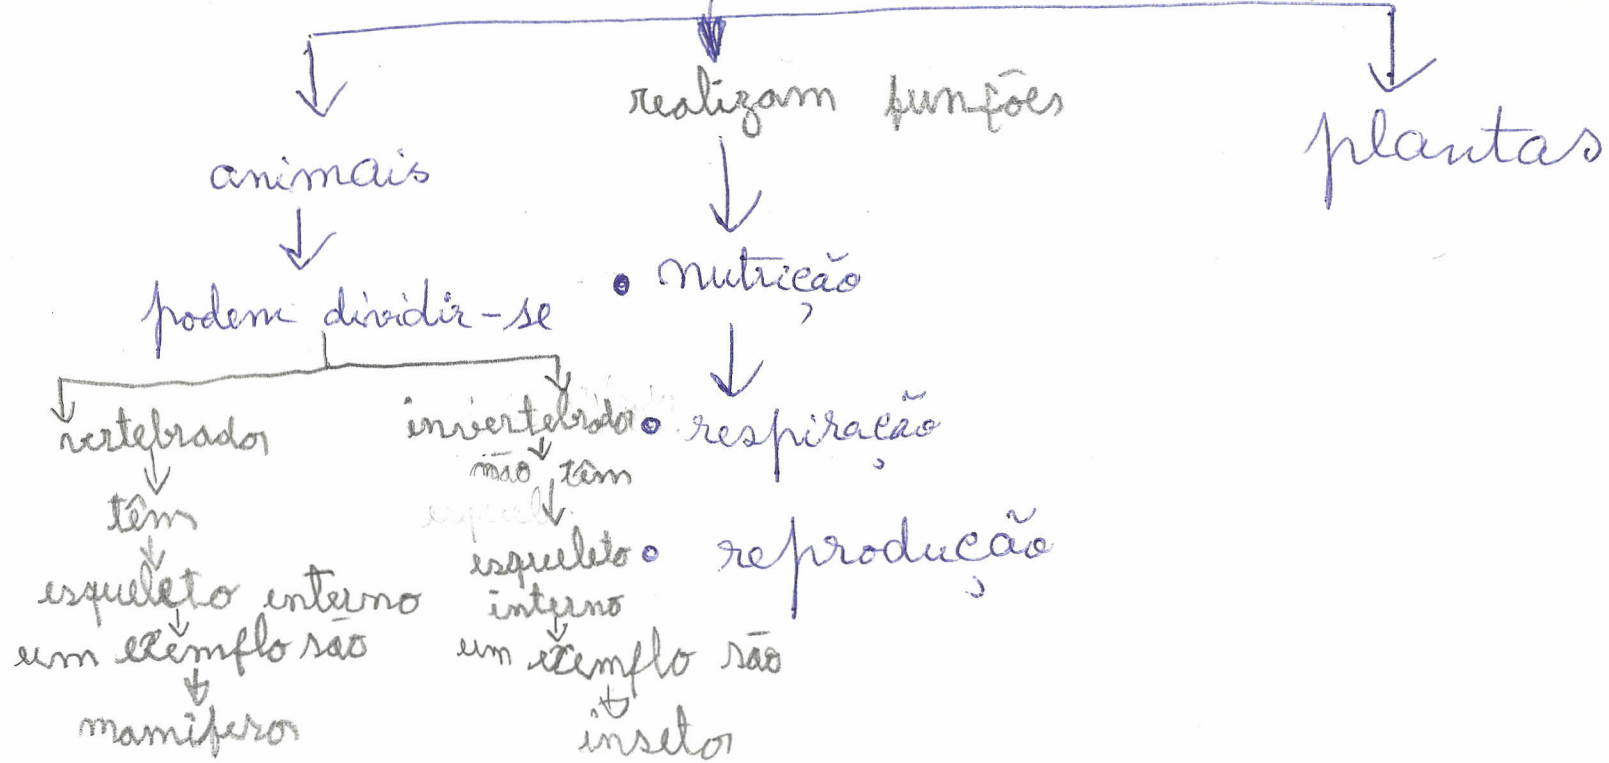 realizam funções
plantas
animais
podem dividir-se
• nutrição
vertebrados
invertebrados
• respiração
não têm
têm
esqueleto
• reprodução
esqueleto interno
interno
um exemplo são
um exemplo são
mamíferos
insetos